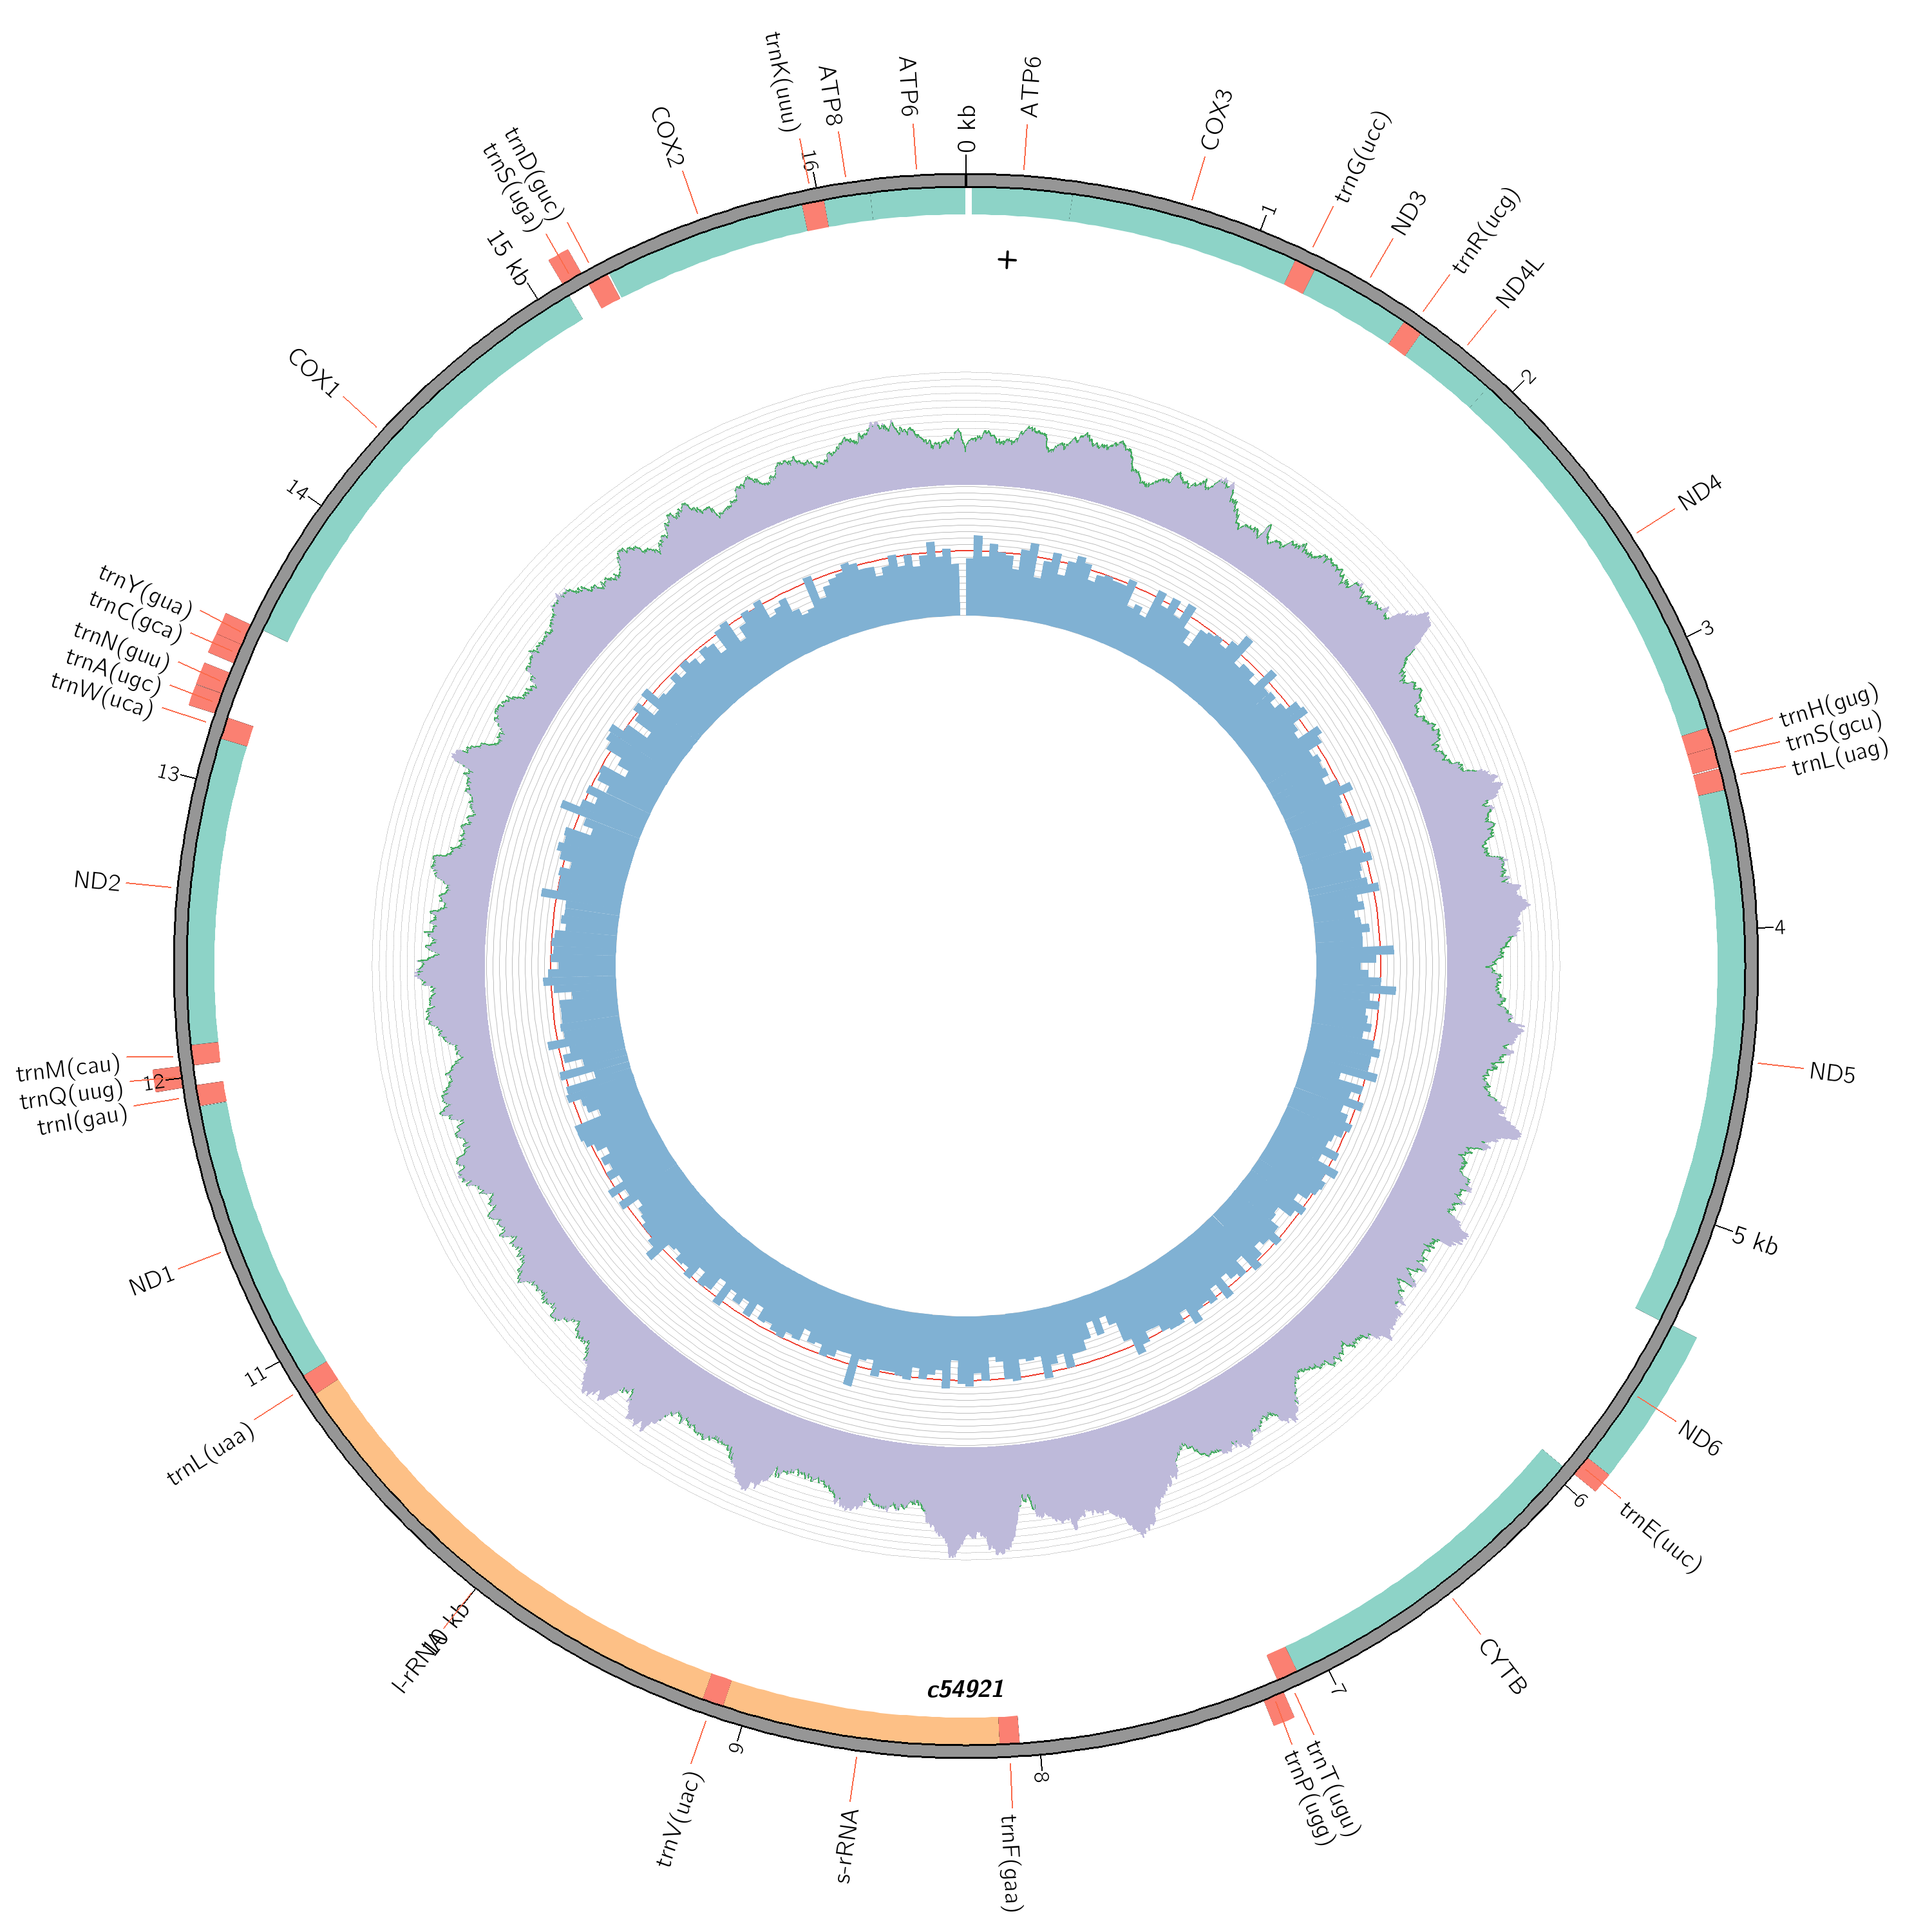 0 kb
ATP6
COX3
1
trnG(ucc)
ND3
trnR(ucg)
ND4L
2
ND4
3
trnH(gug)
trnS(gcu)
trnL(uag)
4
ND5
5 kb
ND6
6
trnE(uuc)
CYTB
7
trnT(ugu)
trnP(ugg)
8
trnF(gaa)
s-rRNA
9
trnV(uac)
10 kb
l-rRNA
trnL(uaa)
11
ND1
trnI(gau)
12
trnQ(uug)
trnM(cau)
ND2
13
trnW(uca)
trnA(ugc)
trnN(guu)
trnC(gca)
trnY(gua)
14
COX1
15 kb
trnS(uga)
trnD(guc)
COX2
16
trnK(uuu)
ATP8
ATP6
+
c54921